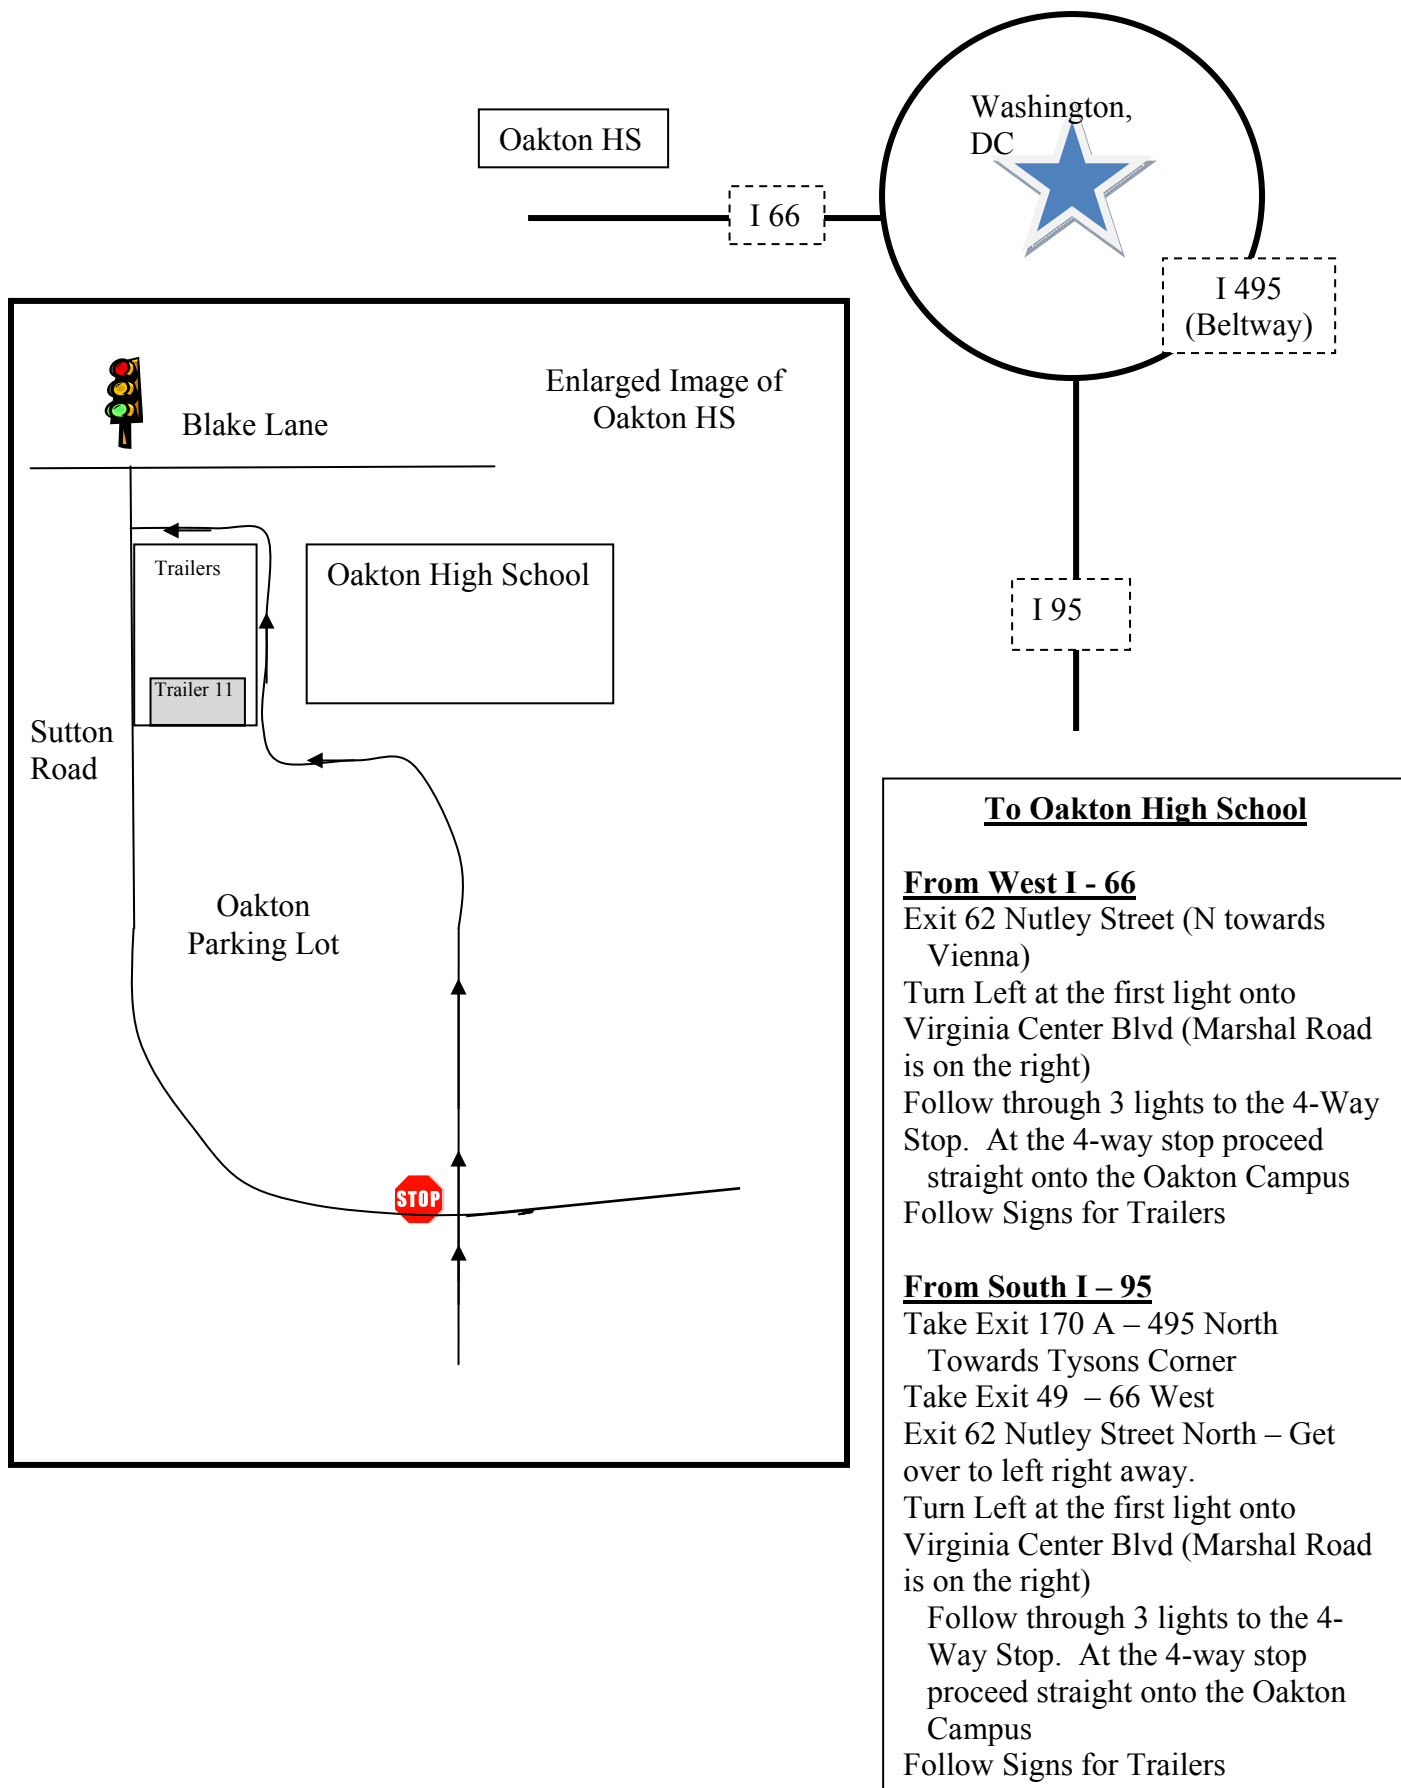 Washington,
DC
Oakton HS
I 66
I 495
(Beltway)
I 95
Enlarged Image of
Oakton HS
Blake Lane
Trailers
Oakton High School
Trailer 11
Sutton
Road
Oakton
Parking Lot
STOP
To Oakton High School
From West I - 66
Exit 62 Nutley Street (N towards
Vienna)
Turn Left at the first light onto
Virginia Center Blvd (Marshal Road
is on the right)
Follow through 3 lights to the 4-Way
Stop.  At the 4-way stop proceed
straight onto the Oakton Campus
Follow Signs for Trailers
From South I – 95
Take Exit 170 A – 495 North
Towards Tysons Corner
Take Exit 49  – 66 West
Exit 62 Nutley Street North – Get
over to left right away.
Turn Left at the first light onto
Virginia Center Blvd (Marshal Road
is on the right)
Follow through 3 lights to the 4-
Way Stop.  At the 4-way stop
proceed straight onto the Oakton
Campus
Follow Signs for Trailers